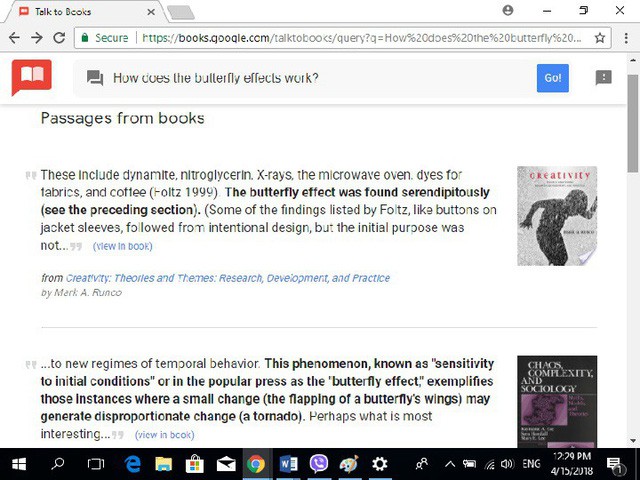 Talk to Books
Secure https://books.google.com/talktobooks/query?q=How%20does%20the%20butterfly%20...
How does the butterfly effects work?
Go!
Passages from books
These include dynamite, nitroglycerin, X-rays, the microwave oven, dyes for
fabrics, and coffee (Foltz 1999). The butterfly effect was found serendipitously
(see the preceding section). (Some of the findings listed by Foltz, like buttons on
jacket sleeves, followed from intentional design, but the initial purpose was
not... (view in book)
from Creativity: Theories and Themes: Research, Development, and Practice
by Mark A. Runco
CREATIVITY
MARK A. RUNCO
...to new regimes of temporal behavior. This phenomenon, known as "sensitivity
to initial conditions" or in the popular press as the "butterfly effect," exemplifies
those instances where a small change (the flapping of a butterfly's wings) may
generate disproportionate change (a tornado). Perhaps what is most
interesting... (view in book)
CHAOS,
COMPLEXITY,
AND
SOCIOLOGY
ENG
12:29 PM
4/15/2018
1